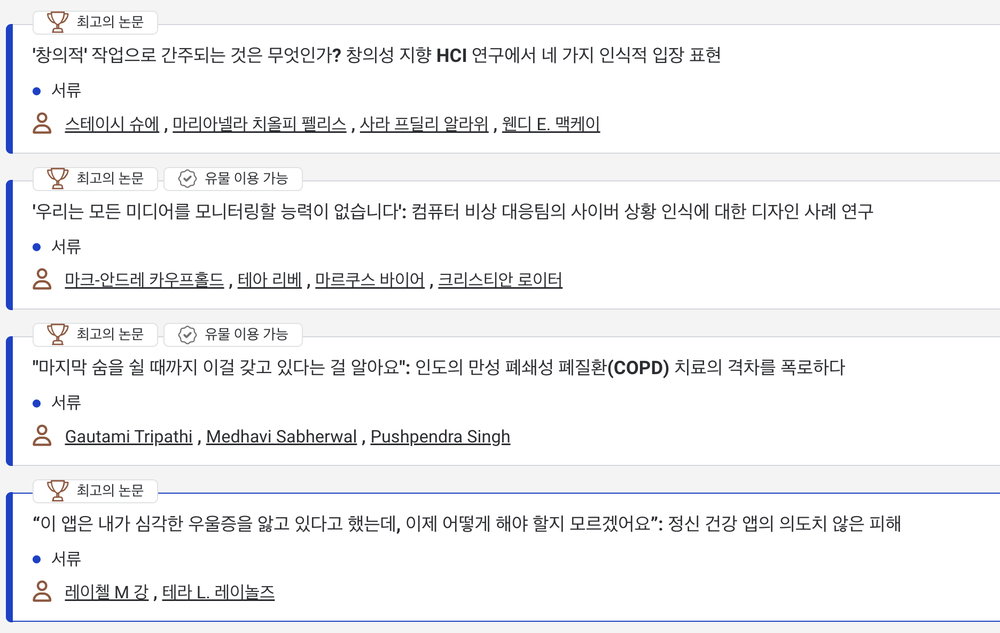 최고의 논문
'창의적' 작업으로 간주되는 것은 무엇인가? 창의성 지향 HCI 연구에서 네 가지 인식적 입장 표현
서류
스테이시 슈에 , 마리아넬라 치올피 펠리스 , 사라 프딜리 알라위 , 웬디 E. 맥케이
최고의 논문 유물 이용 가능
'우리는 모든 미디어를 모니터링할 능력이 없습니다': 컴퓨터 비상 대응팀의 사이버 상황 인식에 대한 디자인 사례 연구
서류
마크-안드레 카우프홀드 , 테아 리베 , 마르쿠스 바이어 , 크리스티안 로이터
최고의 논문 유물 이용 가능
"마지막 숨을 쉴 때까지 이걸 갖고 있다는 걸 알아요": 인도의 만성 폐쇄성 폐질환(COPD) 치료의 격차를 폭로하다
서류
Gautami Tripathi , Medhavi Sabherwal , Pushpendra Singh
최고의 논문
“이 앱은 내가 심각한 우울증을 앓고 있다고 했는데, 이제 어떻게 해야 할지 모르겠어요”: 정신 건강 앱의 의도치 않은 피해
서류
레이첼 M 강 , 테라 L. 레이놀즈